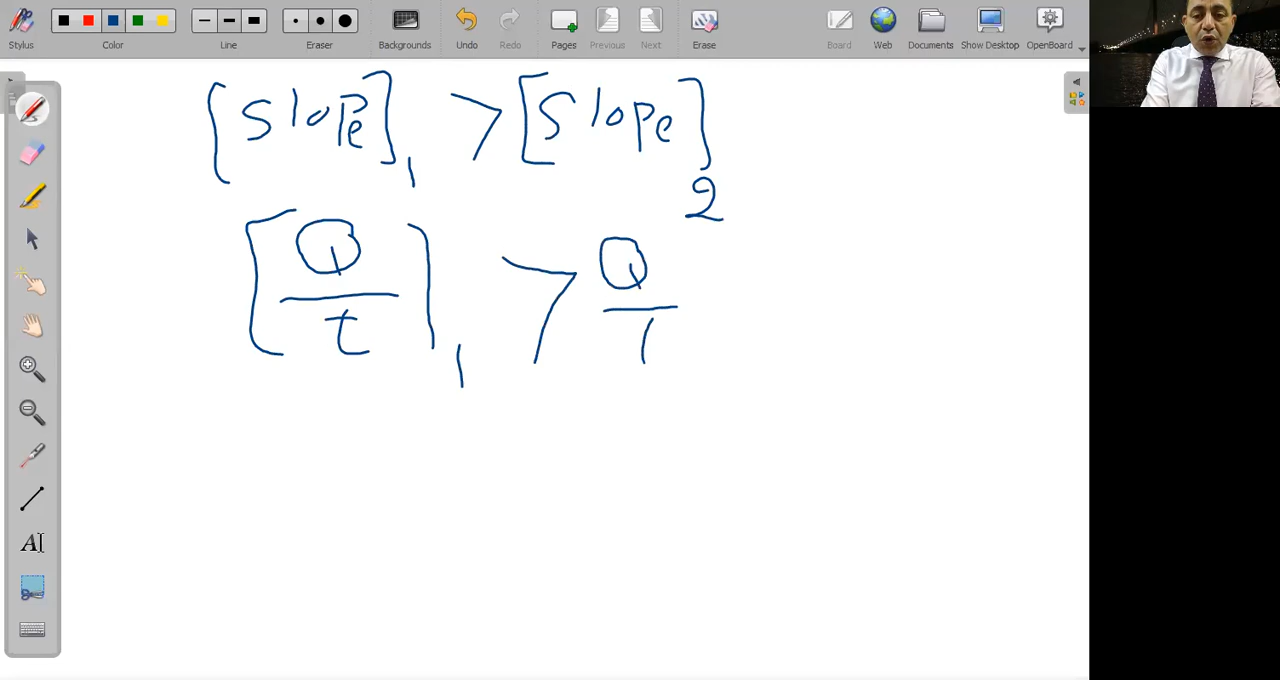 Stylus Color Line Eraser Backgrounds Undo Redo Pages Previous Next Erase Board Web Documents Show Desktop OpenBoard
[Slope]₁ > [Slope]₂
[Q/t]₁ > Q/
AI